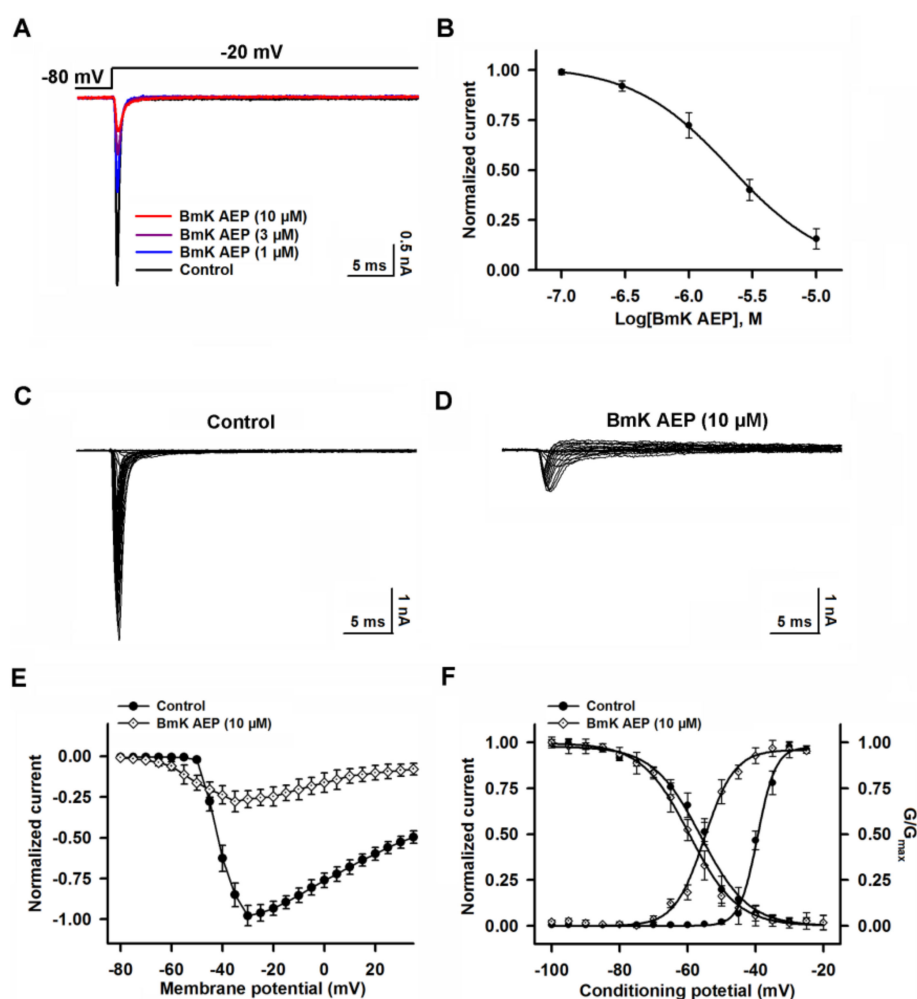 A
-20 mV
-80 mV
BmK AEP (10 µM)
BmK AEP (3 µM)
BmK AEP (1 µM)
Control
5 ms
0.5 nA
B
Normalized current
1.00
0.75
0.50
0.25
0.00
-7.0 -6.5 -6.0 -5.5 -5.0
Log[BmK AEP], M
C
Control
5 ms
1 nA
D
BmK AEP (10 µM)
5 ms
1 nA
E
Control
BmK AEP (10 µM)
Normalized current
0.00
-0.25
-0.50
-0.75
-1.00
-80 -60 -40 -20 0 20
Membrane potential (mV)
F
Control
BmK AEP (10 µM)
Normalized current
1.00
0.75
0.50
0.25
0.00
1.00
0.75
0.50
0.25
0.00
G/Gmax
-100 -80 -60 -40 -20
Conditioning potetial (mV)